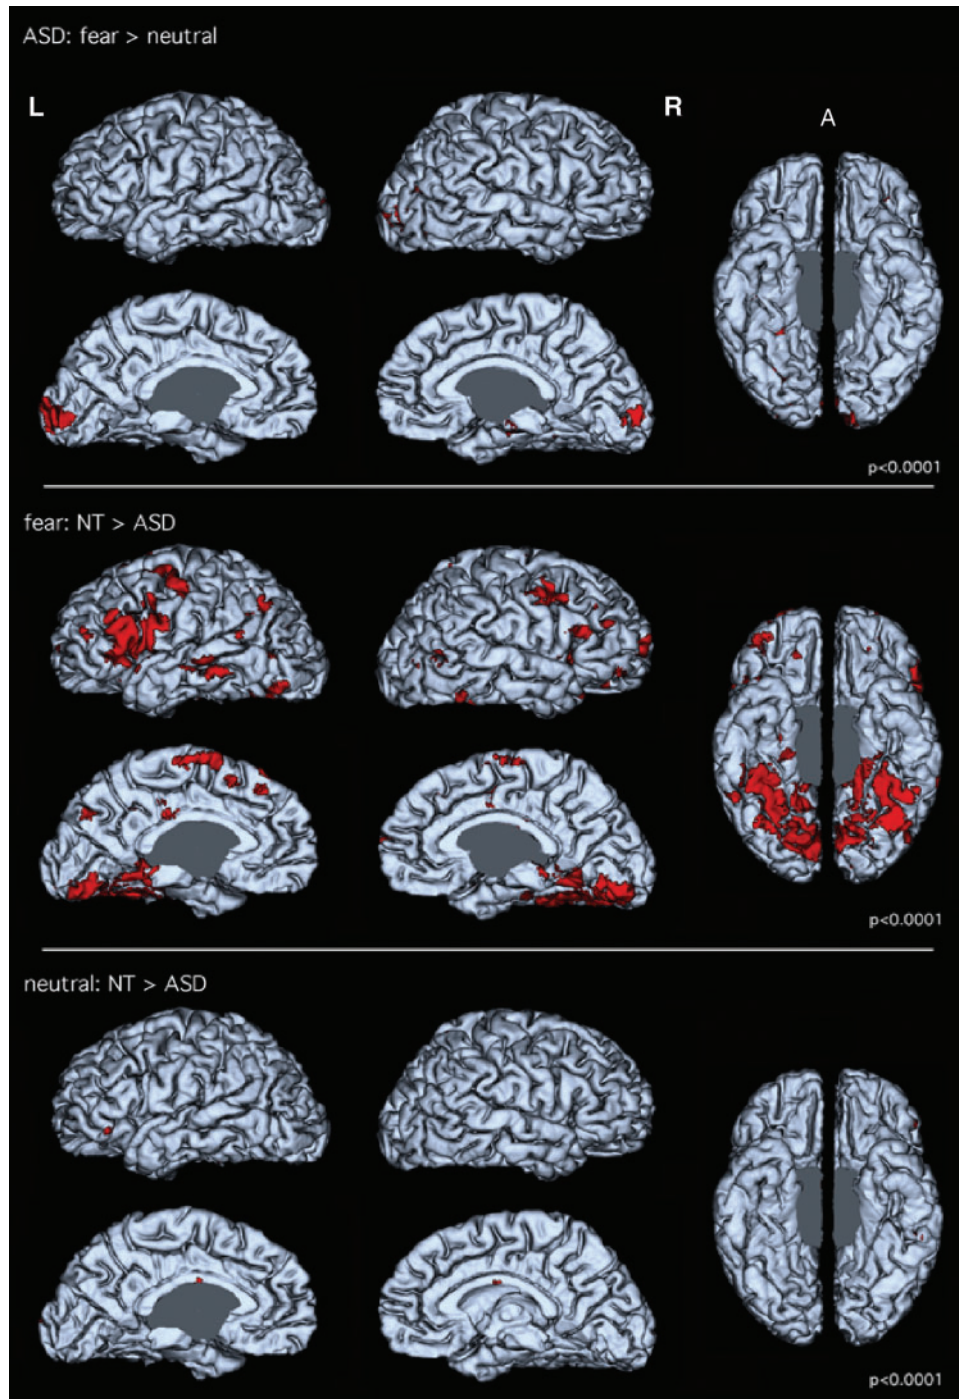 ASD: fear > neutral
L
R
A
p<0.0001
fear: NT > ASD
p<0.0001
neutral: NT > ASD
p<0.0001